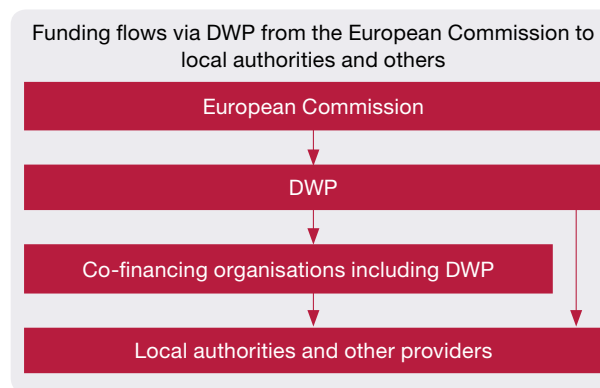 Funding flows via DWP from the European Commission to
local authorities and others
European Commission
DWP
Co-financing organisations including DWP
Local authorities and other providers